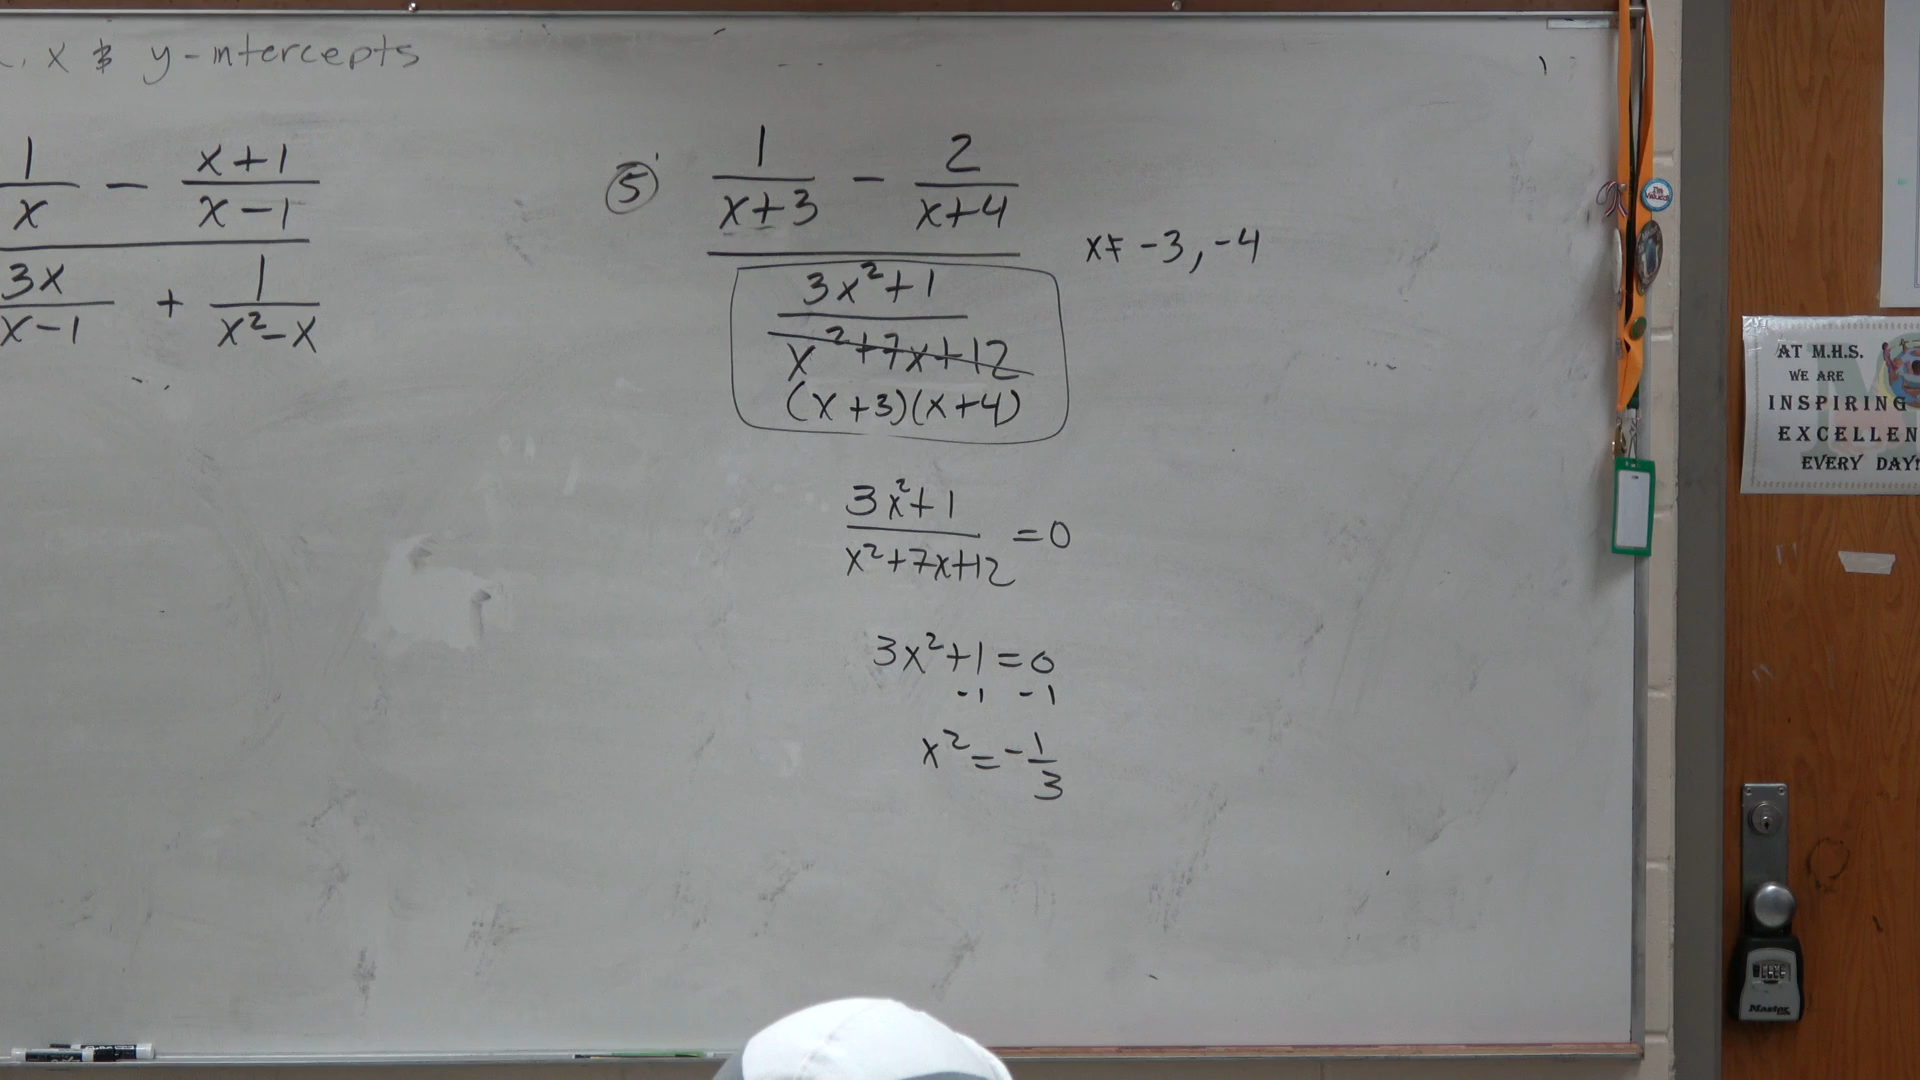 x & y-intercepts
1/x - (x+1)/(x-1)
3x/(x-1) + 1/(x²-x)
⑤ 1/(x+3) - 2/(x+4)
x≠ -3, -4
3x²+1
x²+7x+12
(x+3)(x+4)
(3x²+1)/(x²+7x+12) = 0
3x²+1=0
-1 -1
x² = -1/3
I'm Valued
AT M.H.S.
WE ARE
INSPIRING
EXCELLEN
EVERY DAY!
Master